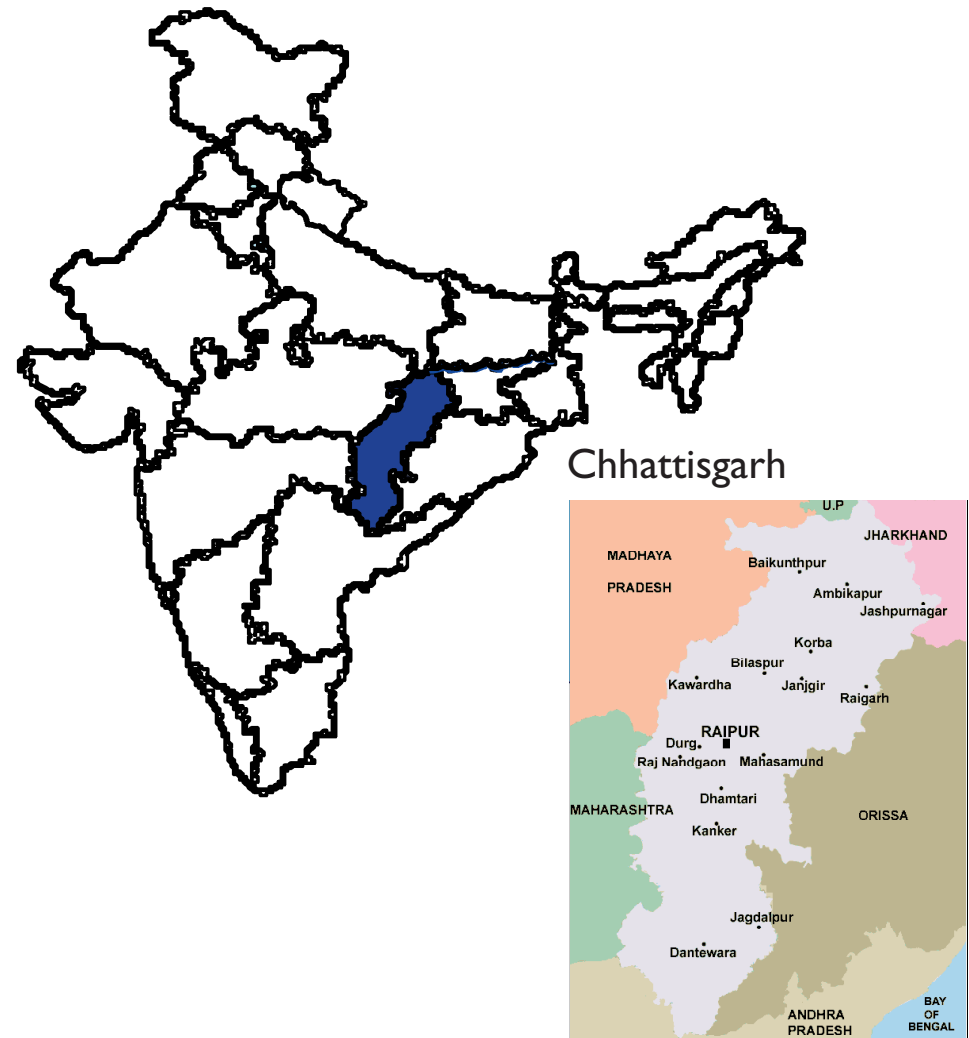 Chhattisgarh
U.P
JHARKHAND
MADHAYA
PRADESH
Baikunthpur
Ambikapur
Jashpurnagar
Korba
Bilaspur
Kawardha
Janjgir
Raigarh
RAIPUR
Durg
Raj Nandgaon
Mahasamund
Dhamtari
MAHARASHTRA
ORISSA
Kanker
Jagdalpur
Dantewara
ANDHRA
PRADESH
BAY
OF
BENGAL